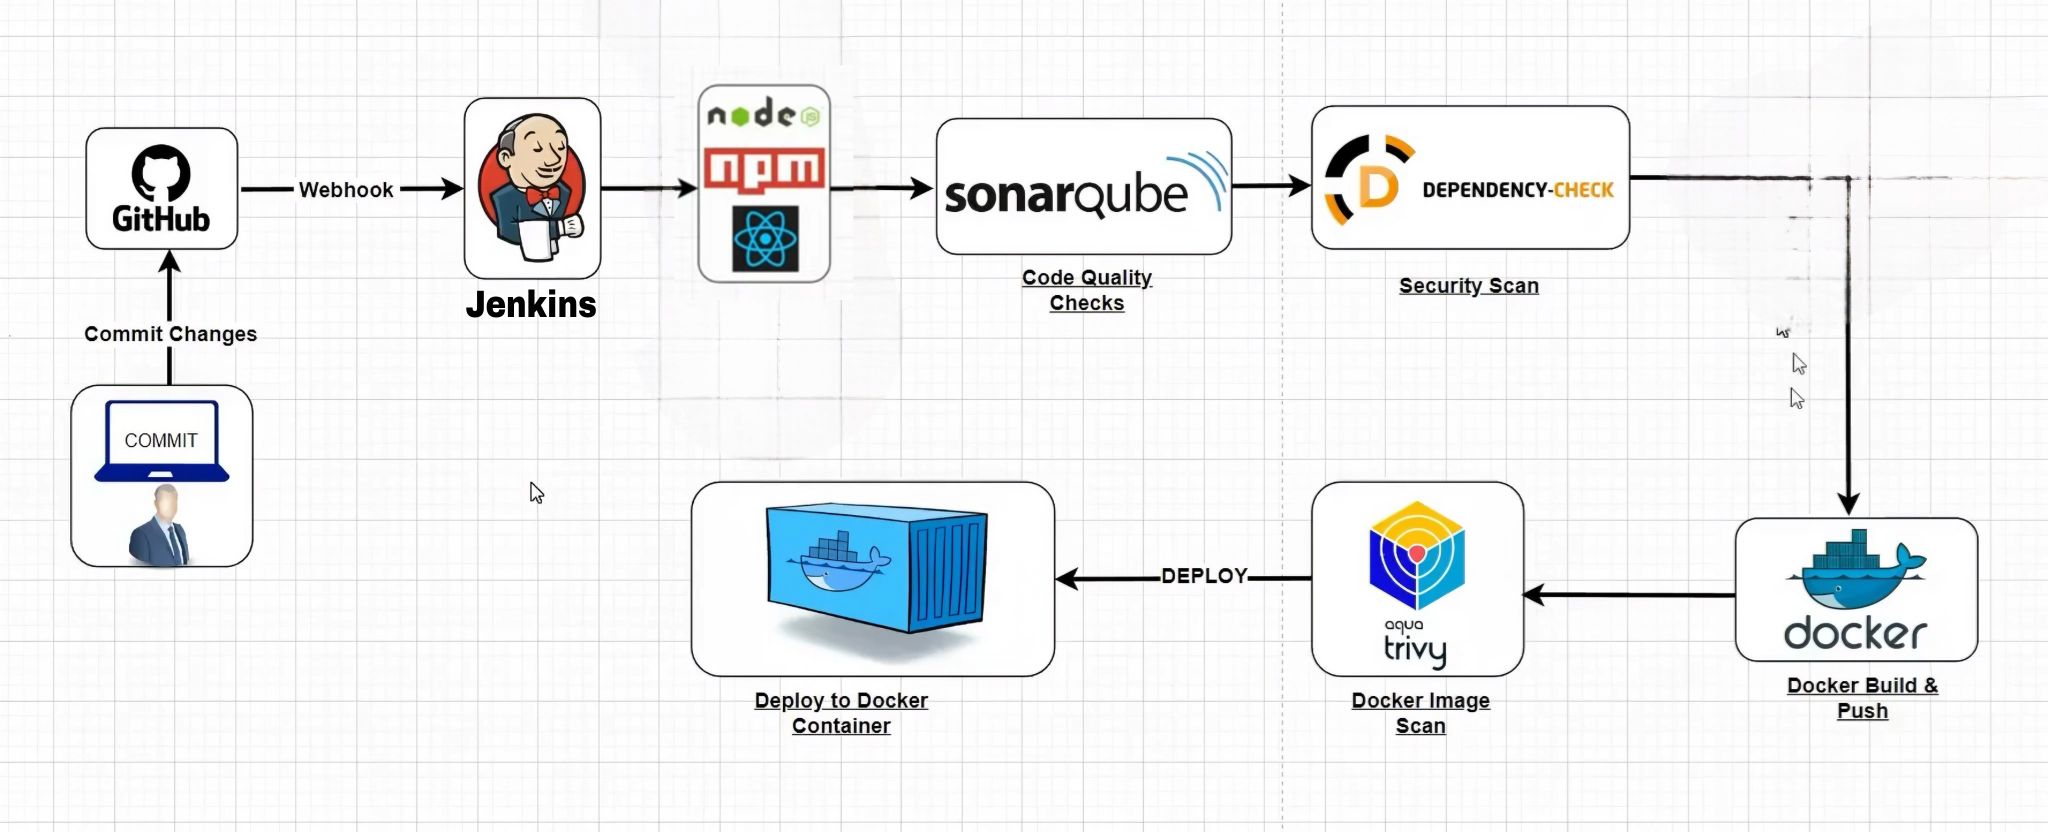 GitHub
Webhook
Jenkins
node
JS
npm
sonarqube
Code Quality
Checks
D
DEPENDENCY-CHECK
Security Scan
Commit Changes
COMMIT
Deploy to Docker
Container
DEPLOY
aqua
trivy
Docker Image
Scan
docker
Docker Build &
Push